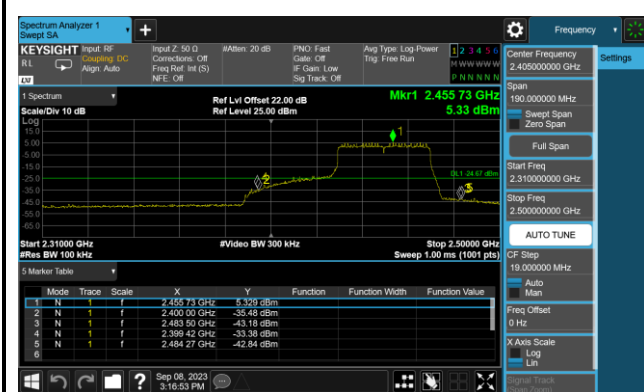 Spectrum Analyzer 1
Swept SA
Frequency
KEYSIGHT Input: RF Input Z: 50 Ω #Atten: 20 dB PNO: Fast Avg Type: Log-Power 1 2 3 4 5 6
R L Coupling: DC Corrections: Off Gate: Off Trig: Free Run M W W W W W
Align: Auto Freq Ref: Int (S) IF Gain: Low
NFE: Off Sig Track: Off P N N N N N
LXI
1 Spectrum Ref Lvl Offset 22.00 dB Mkr1 2.455 73 GHz
Scale/Div 10 dB Ref Level 25.00 dBm 5.33 dBm
Log
15.0
5.00
-5.00
-15.0
-25.0
-35.0
-45.0
-55.0
-65.0
1
DL1 -24.67 dBm
2
Start 2.31000 GHz #Video BW 300 kHz Stop 2.50000 GHz
#Res BW 100 kHz Sweep 1.00 ms (1001 pts)
5 Marker Table
Mode Trace Scale X Y Function Function Width Function Value
1 N 1 f 2.455 73 GHz 5.329 dBm
2 N 1 f 2.400 00 GHz -35.48 dBm
3 N 1 f 2.483 50 GHz -43.18 dBm
4 N 1 f 2.399 42 GHz -33.38 dBm
5 N 1 f 2.484 27 GHz -42.84 dBm
6
? Sep 08, 2023
3:16:53 PM
Center Frequency
2.405000000 GHz
Settings
Span
190.000000 MHz
Swept Span
Zero Span
Full Span
Start Freq
2.310000000 GHz
Stop Freq
2.500000000 GHz
AUTO TUNE
CF Step
19.000000 MHz
Auto
Man
Freq Offset
0 Hz
X Axis Scale
Log
Lin
Signal Track
(Span Zoom)